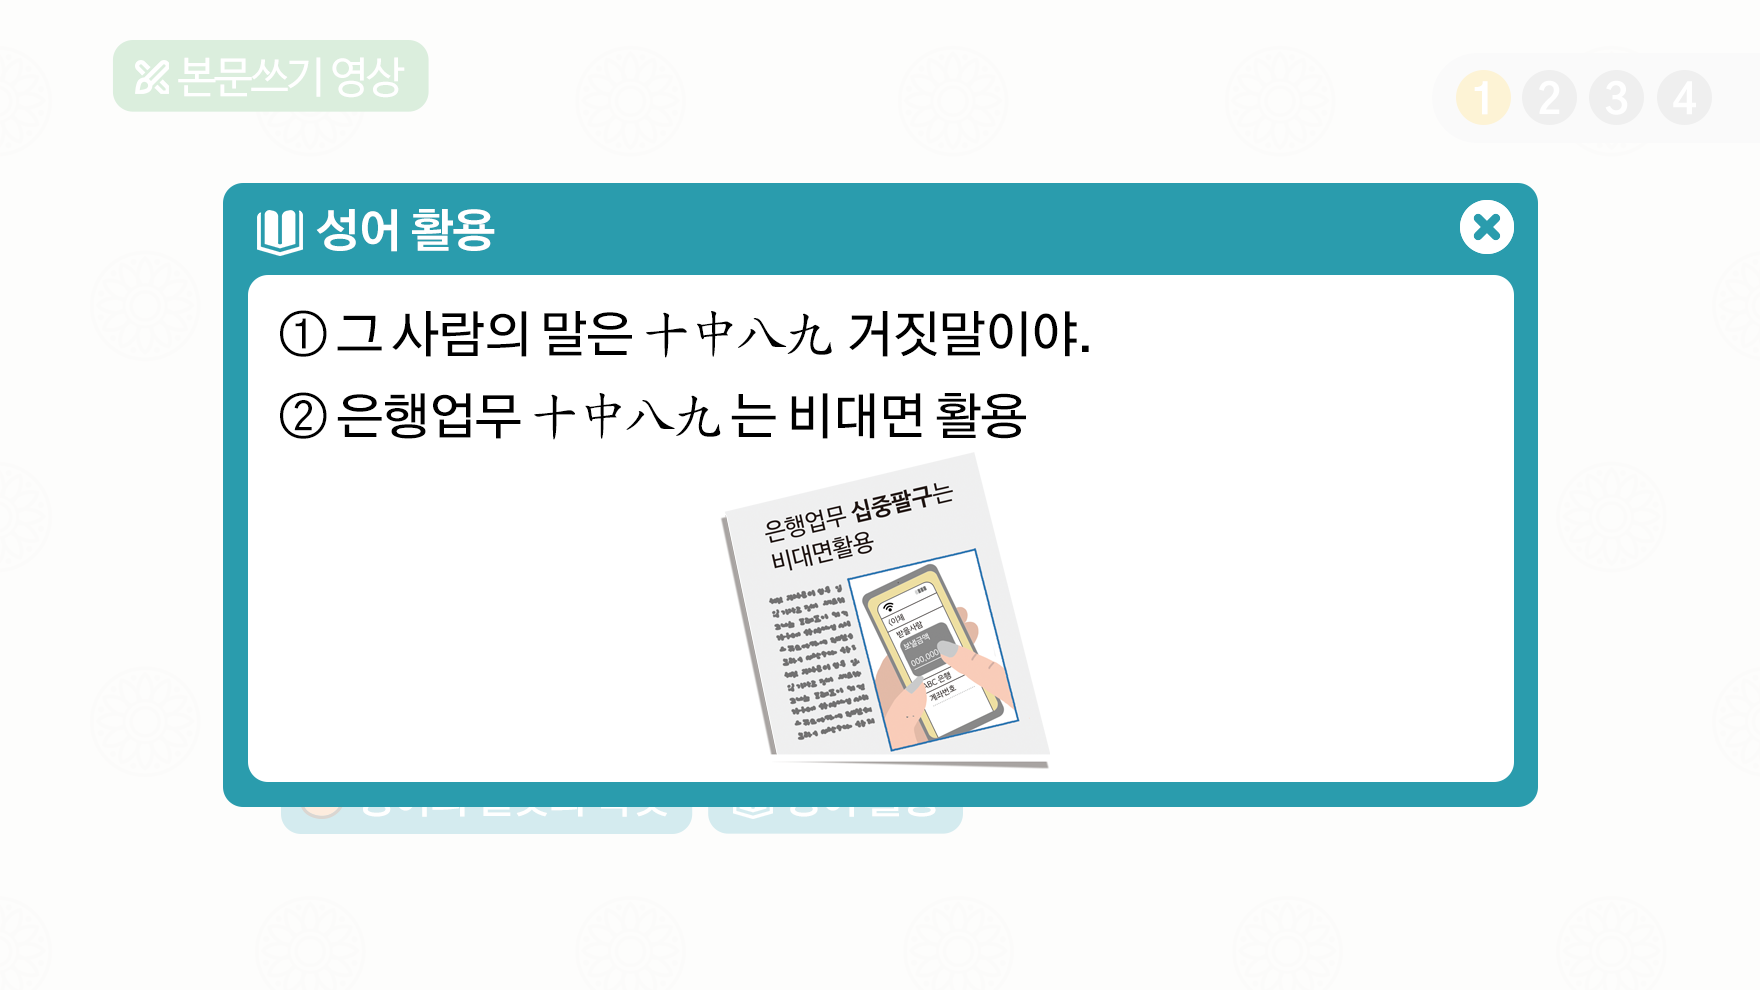 본문쓰기 영상
1 2 3 4
성어 활용
① 그 사람의 말은 十中八九 거짓말이야.
② 은행업무 十中八九는 비대면 활용
은행업무 십중팔구는
비대면활용
〈이체
받을사람
보낼금액
000,000
ABC 은행
계좌번호
성어 활용